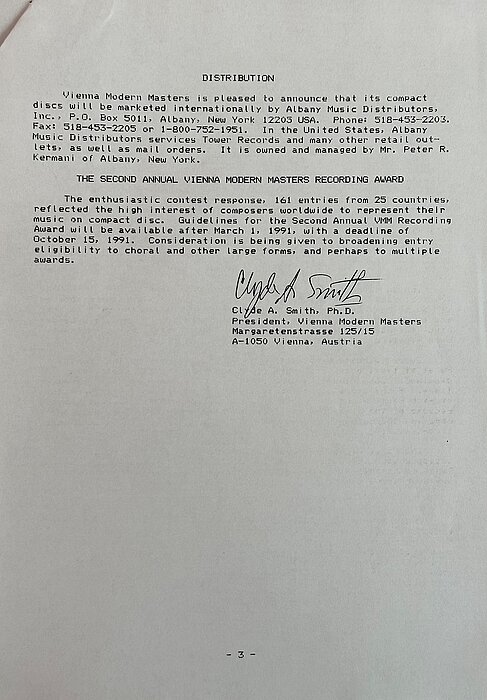 DISTRIBUTION
Vienna Modern Masters is pleased to announce that its compact
discs will be marketed internationally by Albany Music Distributors,
Inc., P.O. Box 5011, Albany, New York 12205 USA. Phone: 518-453-2203.
Fax: 518-453-2205 or 1-800-752-1951. In the United States, Albany
Music Distributors services Tower Records and many other retail out-
lets, as well as mail orders. It is owned and managed by Mr. Peter R.
Kermani of Albany, New York.
THE SECOND ANNUAL VIENNA MODERN MASTERS RECORDING AWARD
The enthusiastic contest response, 161 entries from 25 countries,
reflected the high interest of composers worldwide to represent their
music on compact disc. Guidelines for the Second Annual VMM Recording
Award will be available after March 1, 1991, with a deadline of
October 15, 1991. Consideration is being given to broadening entry
eligibility to choral and other large forms, and perhaps to multiple
awards.
Clyde A Smith
Clyde A. Smith, Ph.D.
President, Vienna Modern Masters
Margaretenstrasse 125/15
A-1050 Vienna, Austria
- 3 -